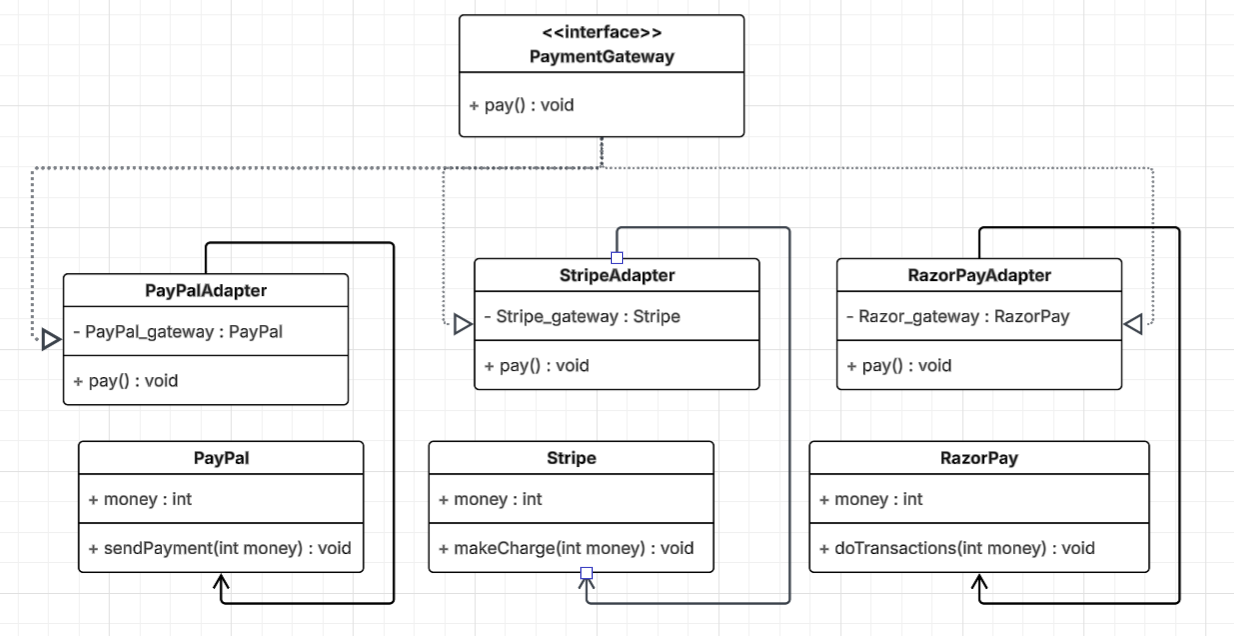 <<interface>>
PaymentGateway
+ pay() : void
PayPalAdapter
- PayPal_gateway : PayPal
+ pay() : void
StripeAdapter
- Stripe_gateway : Stripe
+ pay() : void
RazorPayAdapter
- Razor_gateway : RazorPay
+ pay() : void
PayPal
+ money : int
+ sendPayment(int money) : void
Stripe
+ money : int
+ makeCharge(int money) : void
RazorPay
+ money : int
+ doTransactions(int money) : void